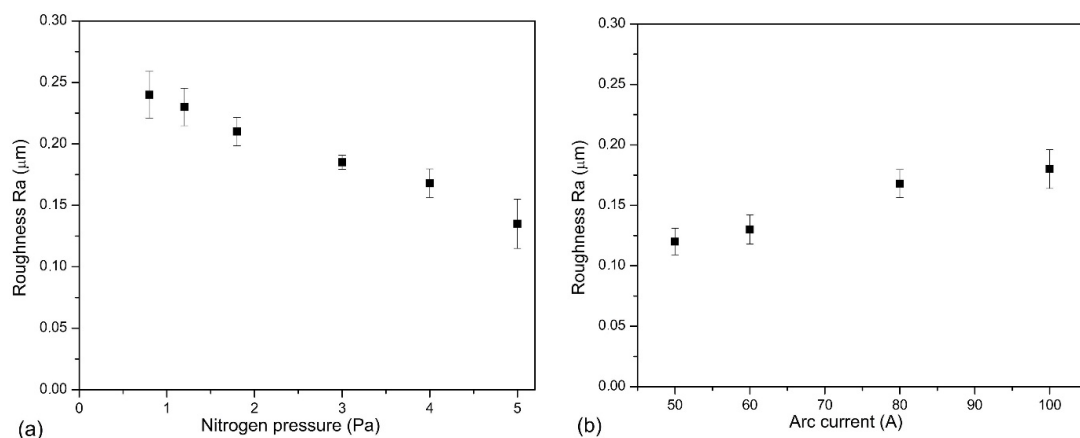 0.30
0.25
0.20
0.15
0.10
0.05
0.00
Roughness Ra (μm)
0 1 2 3 4 5
Nitrogen pressure (Pa)
(a)
0.30
0.25
0.20
0.15
0.10
0.05
0.00
Roughness Ra (μm)
50 60 70 80 90 100
Arc current (A)
(b)